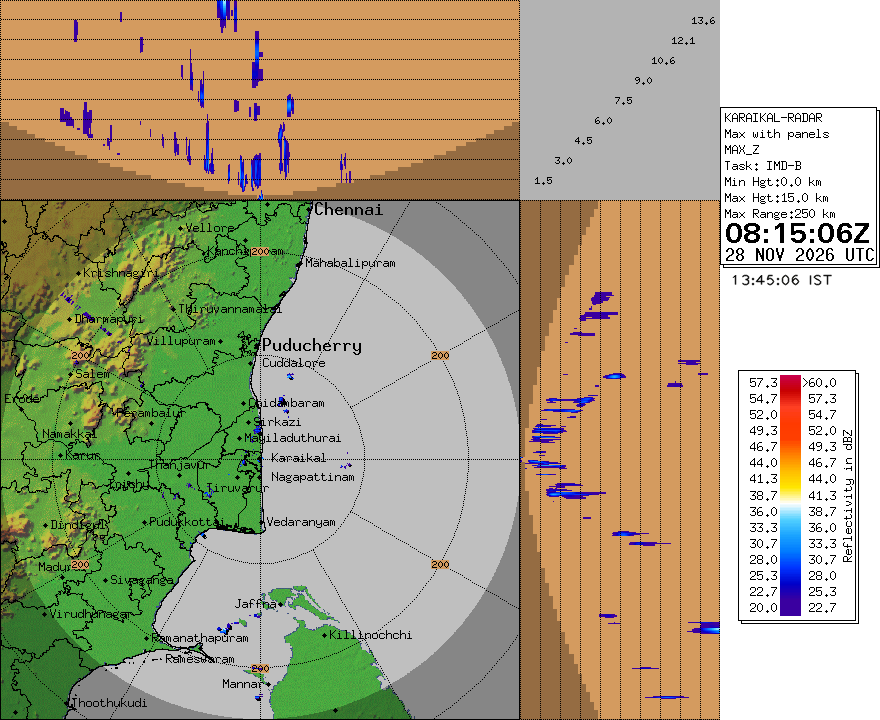 13.6
12.1
10.6
9.0
7.5
6.0
4.5
3.0
1.5
KARAIKAL-RADAR
Max with panels
MAX_Z
Task: IMD-B
Min Hgt:0.0 km
Max Hgt:15.0 km
Max Range:250 km
08:15:06Z
28 NOV 2026 UTC
13:45:06 IST
Chennai
Vellore
200
Mahabalipuram
Krishnagiri
Thiruvannamalai
Dharmapuri
Villupuram
Puducherry
200
200
Cuddalore
Salem
Erode
Perambalur
Chidambaram
Sirkazi
Namakkal
Mayiladuthurai
Karur
Thanjavur
Karaikal
Nagapattinam
Tiruvarur
Dindigul
Pudukkottai
Vedaranyam
200
200
Sivaganga
Jaffna
Virudhunagar
Ramanathapuram
Killinochchi
Rameswaram
200
Mannar
Thoothukudi
57.3 >60.0
54.7 57.3
52.0 54.7
49.3 52.0
46.7 49.3
44.0 46.7
41.3 44.0
38.7 41.3
36.0 38.7
33.3 36.0
30.7 33.3
28.0 30.7
25.3 28.0
22.7 25.3
20.0 22.7
Reflectivity in dBZ